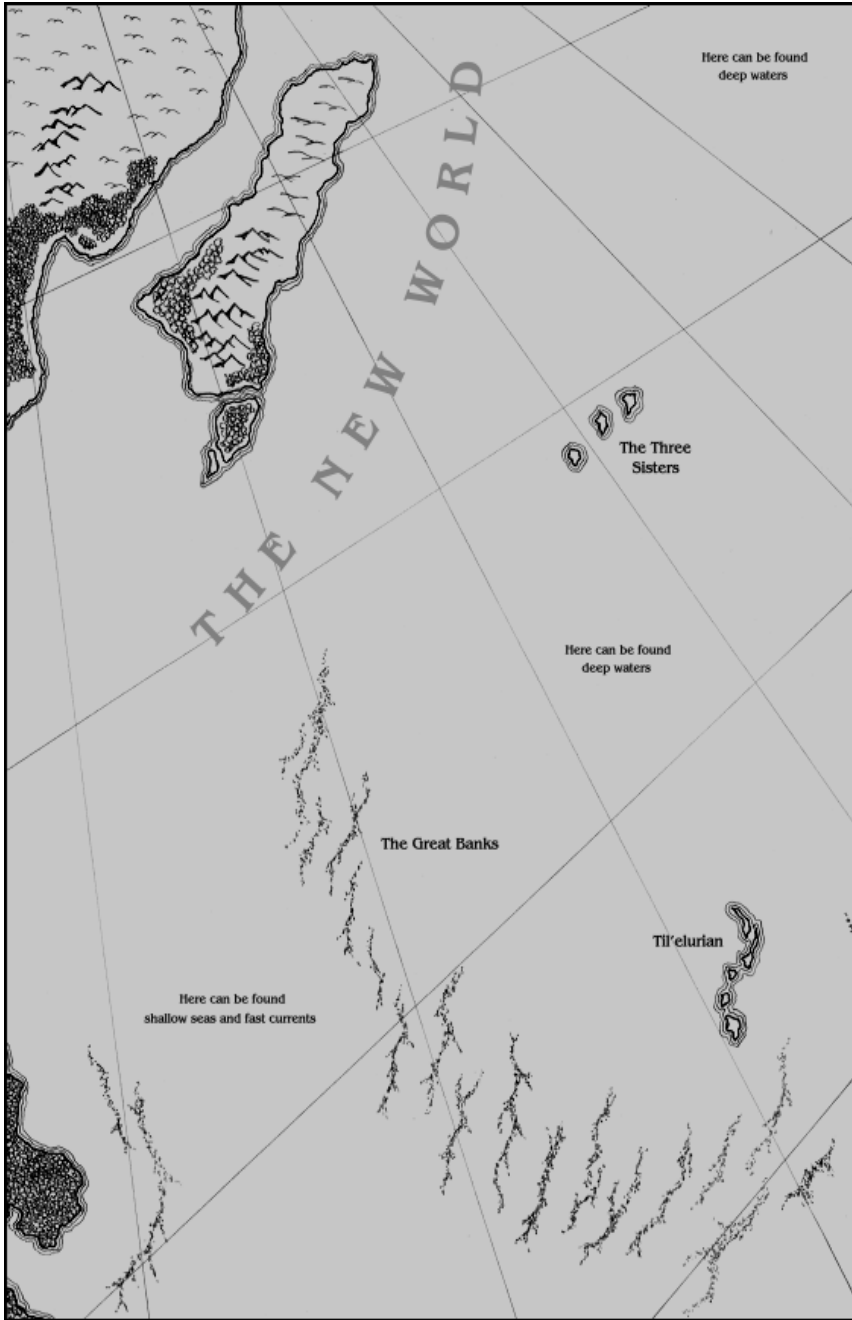 Here can be found
deep waters
THE NEW WORLD
The Three
Sisters
Here can be found
deep waters
The Great Banks
Til'elurian
Here can be found
shallow seas and fast currents